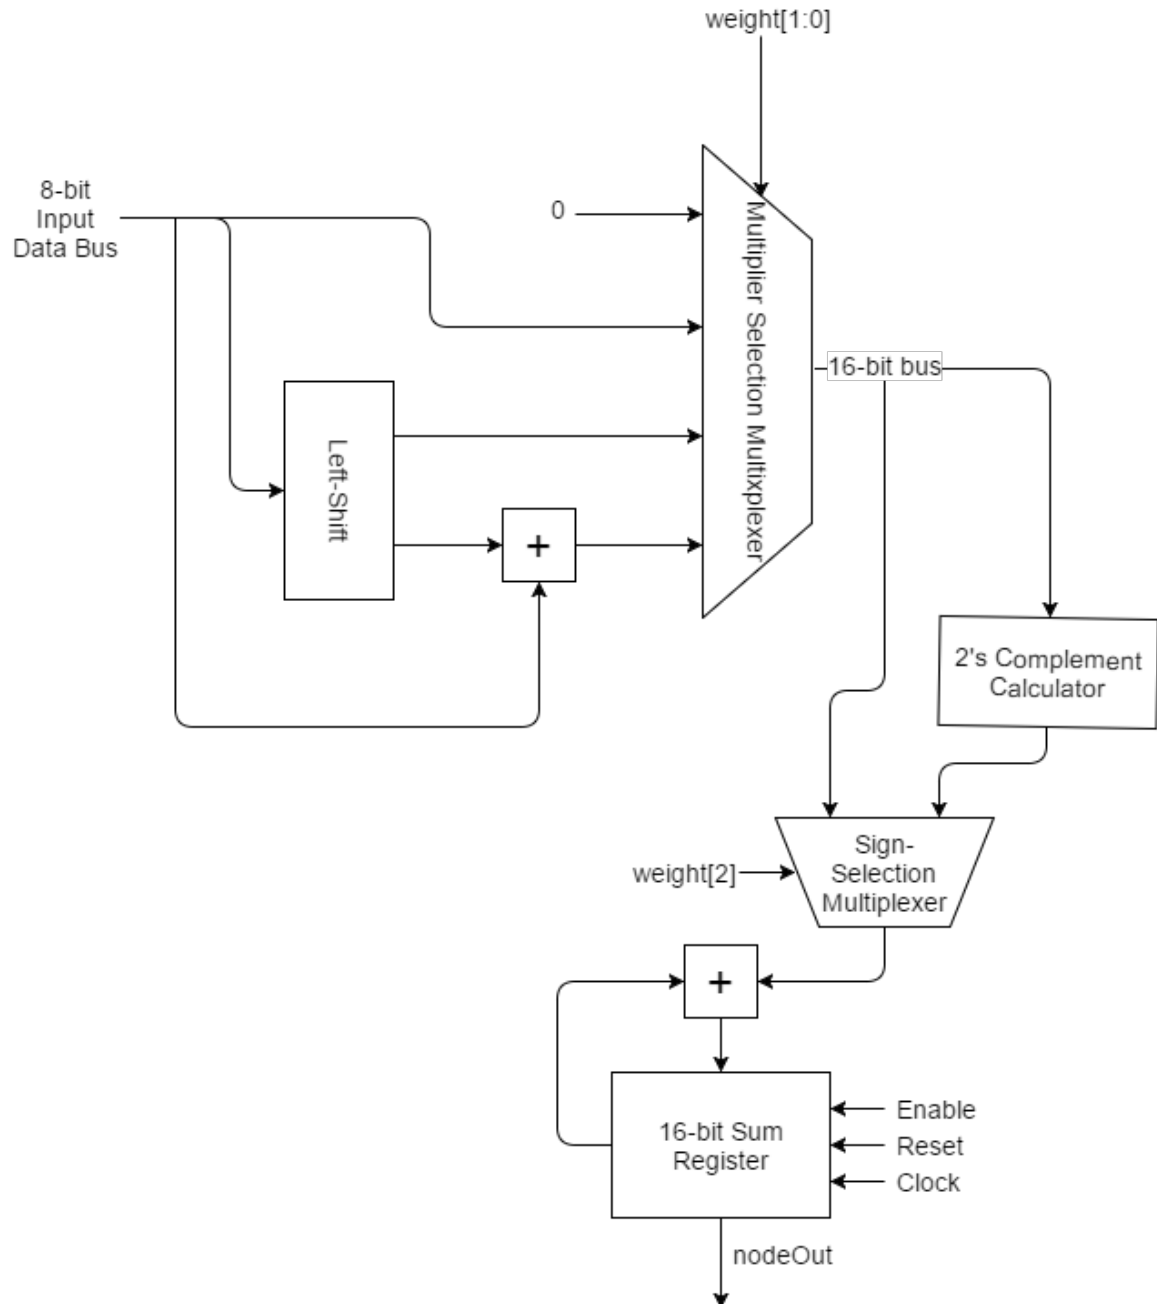 weight[1:0]
8-bit
Input
Data Bus
0
Multiplier Selection Multixplexer
16-bit bus
Left-Shift
+
2's Complement
Calculator
Sign-
Selection
Multiplexer
weight[2]
+
16-bit Sum
Register
Enable
Reset
Clock
nodeOut